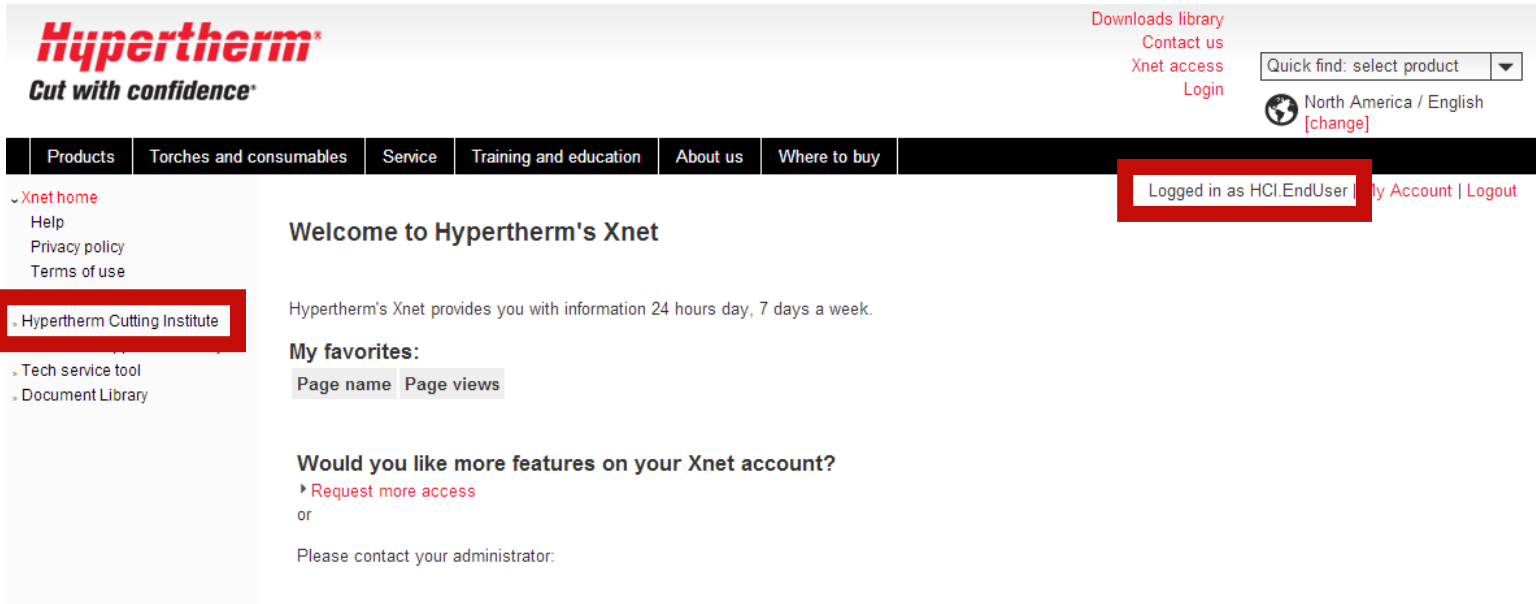 Hypertherm®
Cut with confidence®
Downloads library
Contact us
Xnet access
Login
Quick find: select product
North America / English
[change]
Products Torches and consumables Service Training and education About us Where to buy
Logged in as HCI.EndUser | My Account | Logout
Xnet home
Help
Privacy policy
Terms of use
Hypertherm Cutting Institute
Tech service tool
Document Library
Welcome to Hypertherm's Xnet
Hypertherm's Xnet provides you with information 24 hours day, 7 days a week.
My favorites:
Page name Page views
Would you like more features on your Xnet account?
Request more access
or
Please contact your administrator: